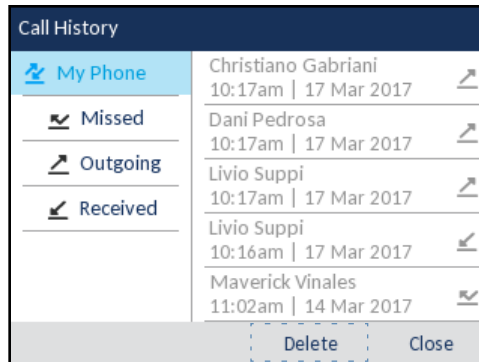 Call History
My Phone
Missed
Outgoing
Received
Christiano Gabriani
10:17am | 17 Mar 2017
Dani Pedrosa
10:17am | 17 Mar 2017
Livio Suppi
10:17am | 17 Mar 2017
Livio Suppi
10:16am | 17 Mar 2017
Maverick Vinales
11:02am | 14 Mar 2017
Delete
Close